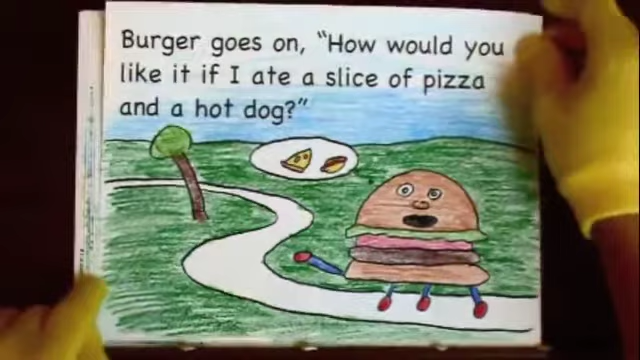 Burger goes on, "How would you
like it if I ate a slice of pizza
and a hot dog?"